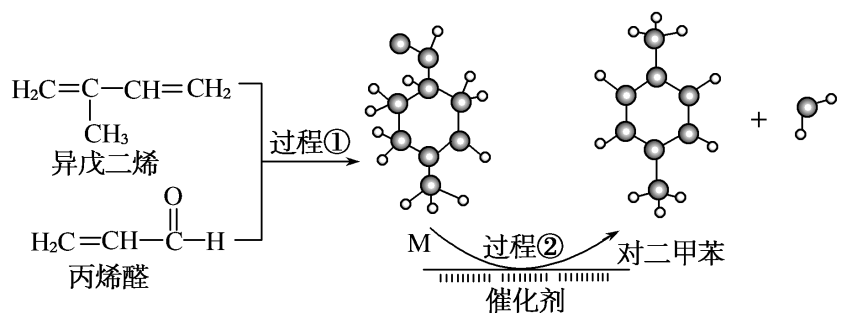 H₂C=C—CH=CH₂
CH₃
异戊二烯
O
H₂C=CH—C—H
丙烯醛
过程①
M
过程②
催化剂
+
对二甲苯